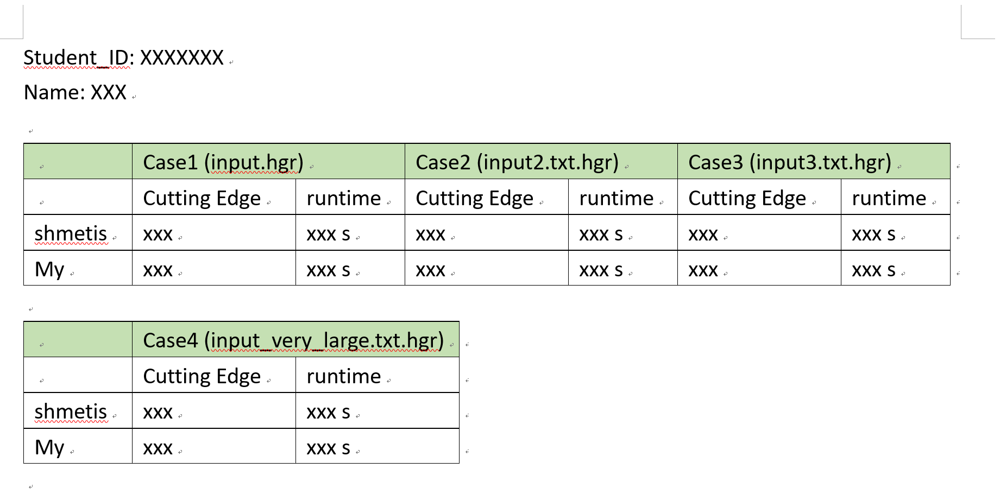 Student_ID: XXXXXXX
Name: XXX
Case1 (input.hgr) Case2 (input2.txt.hgr) Case3 (input3.txt.hgr)
Cutting Edge runtime Cutting Edge runtime Cutting Edge runtime
shmetis xxx xxx s xxx xxx s xxx xxx s
My xxx xxx s xxx xxx s xxx xxx s
Case4 (input_very_large.txt.hgr)
Cutting Edge runtime
shmetis xxx xxx s
My xxx xxx s